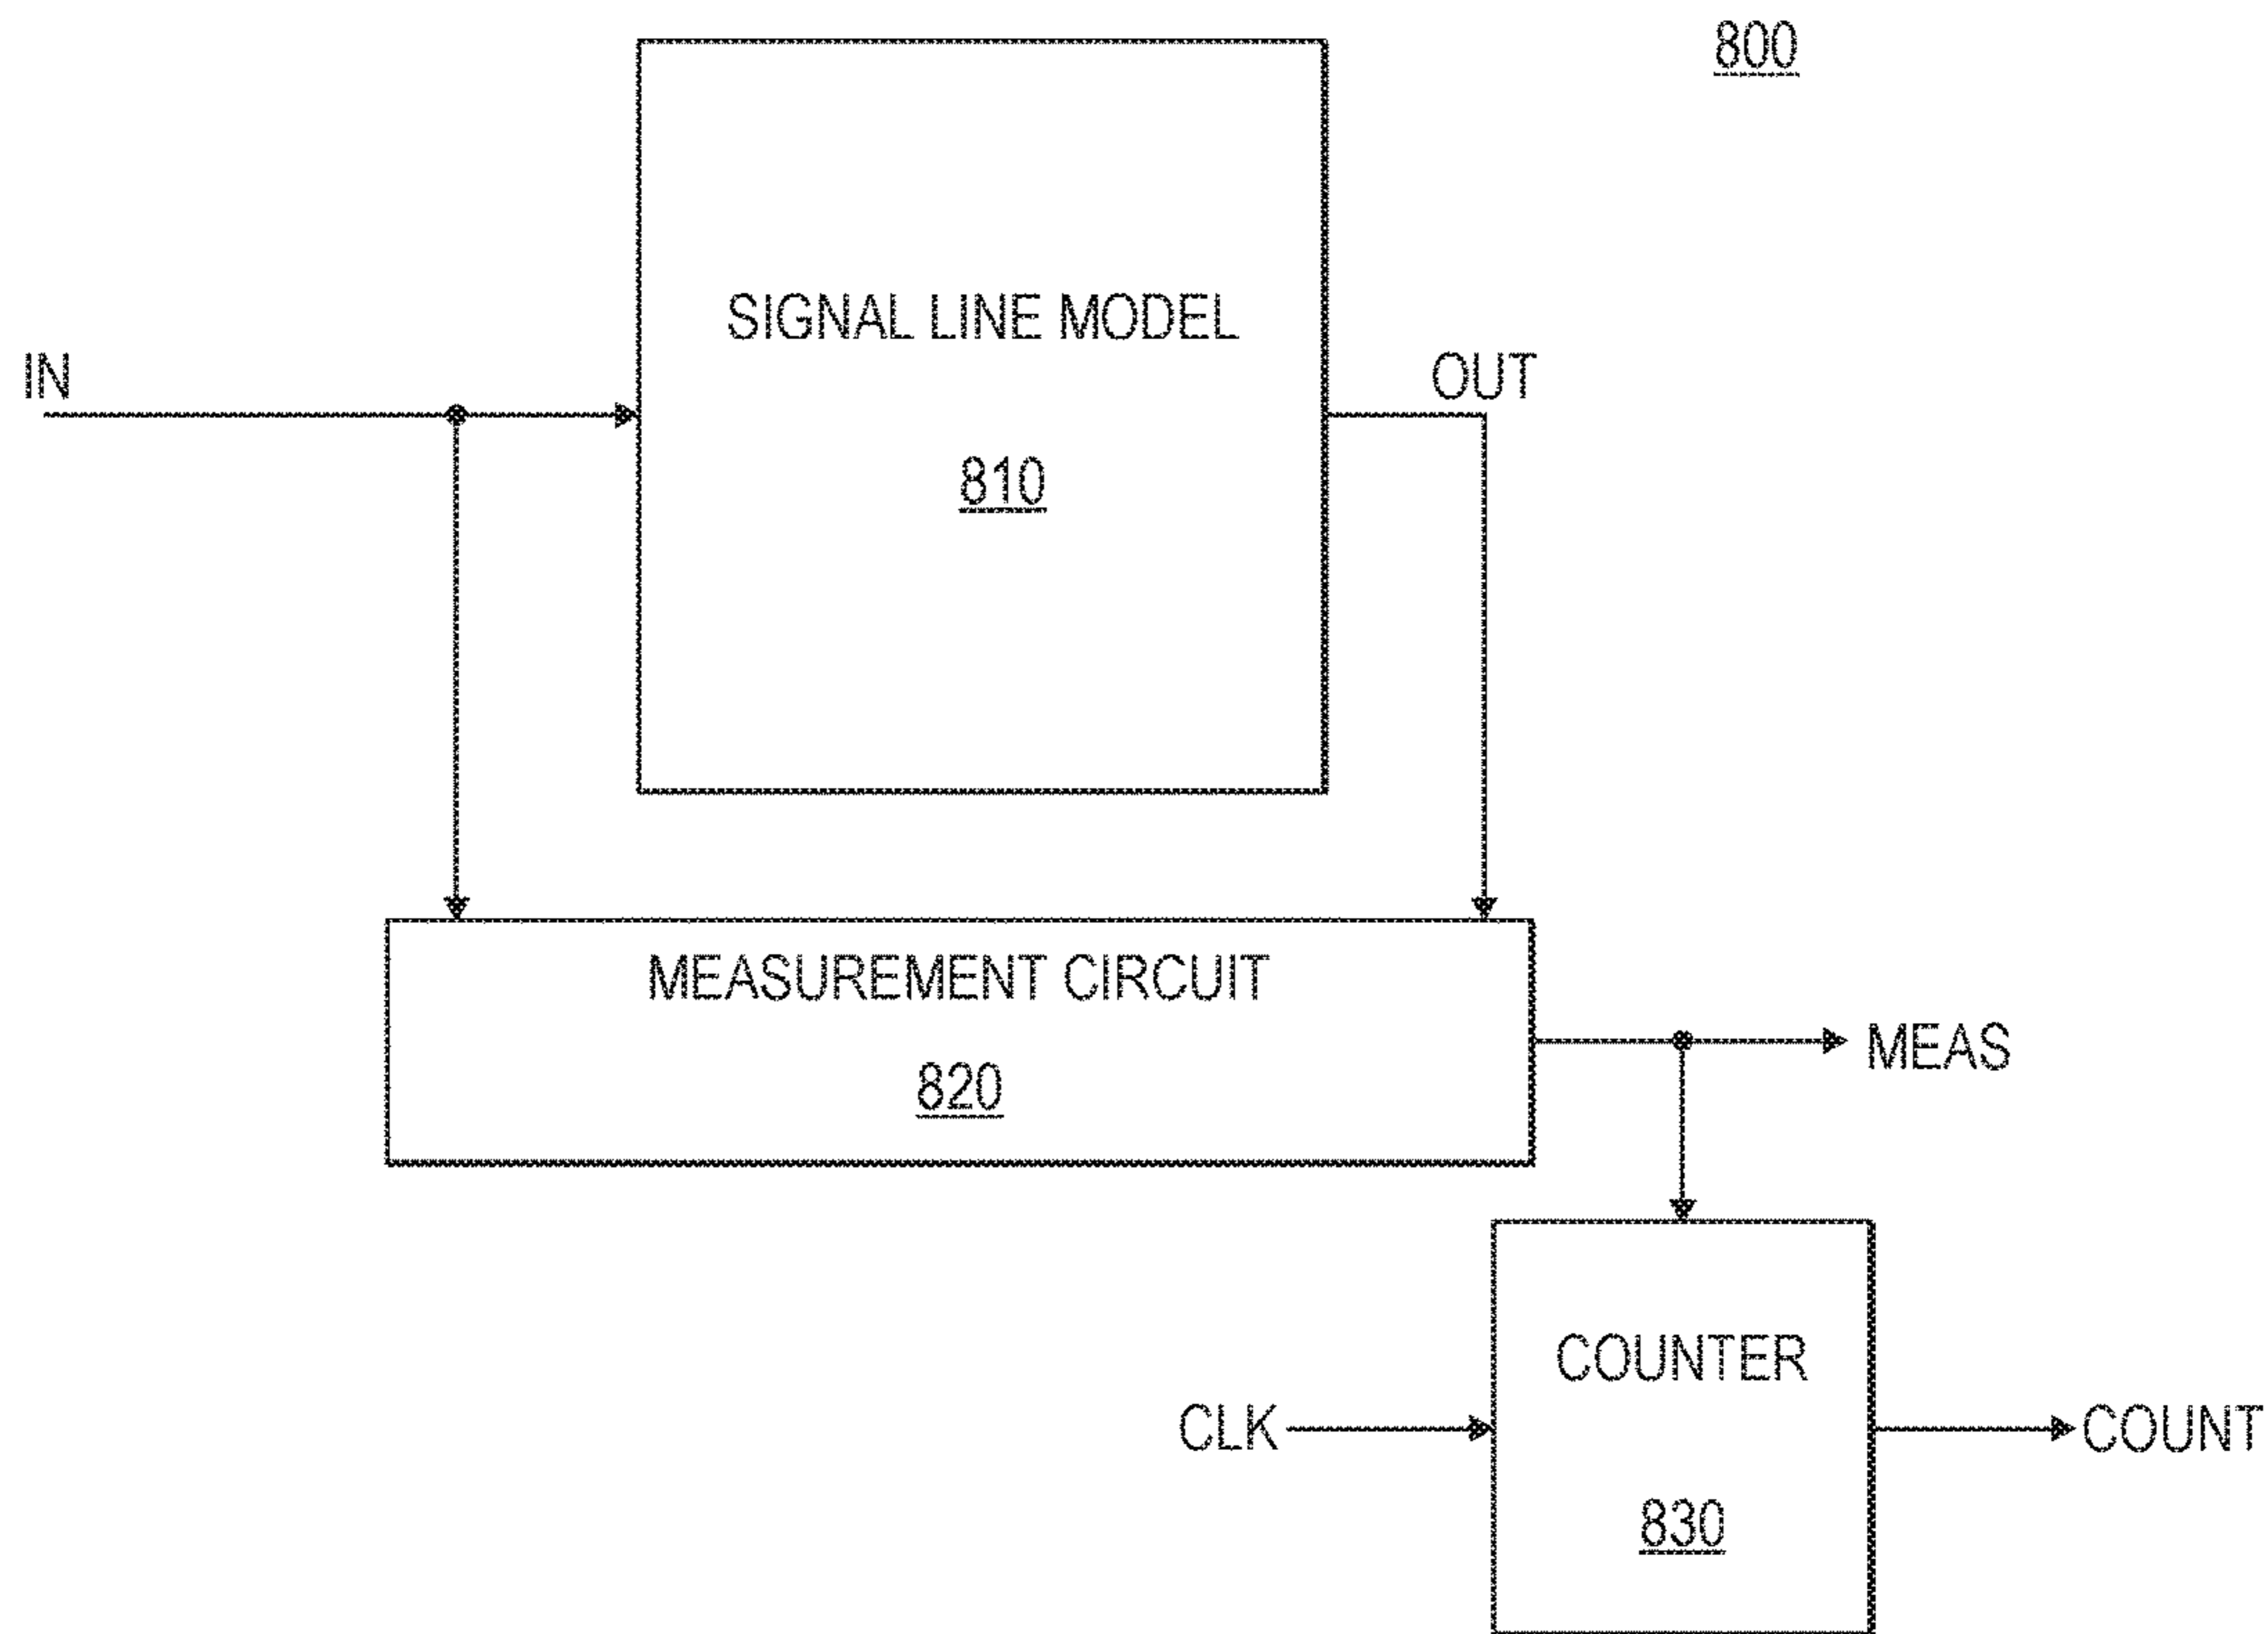 800
SIGNAL LINE MODEL
IN
OUT
810
MEASUREMENT CIRCUIT
MEAS
820
COUNTER
CLK
COUNT
830